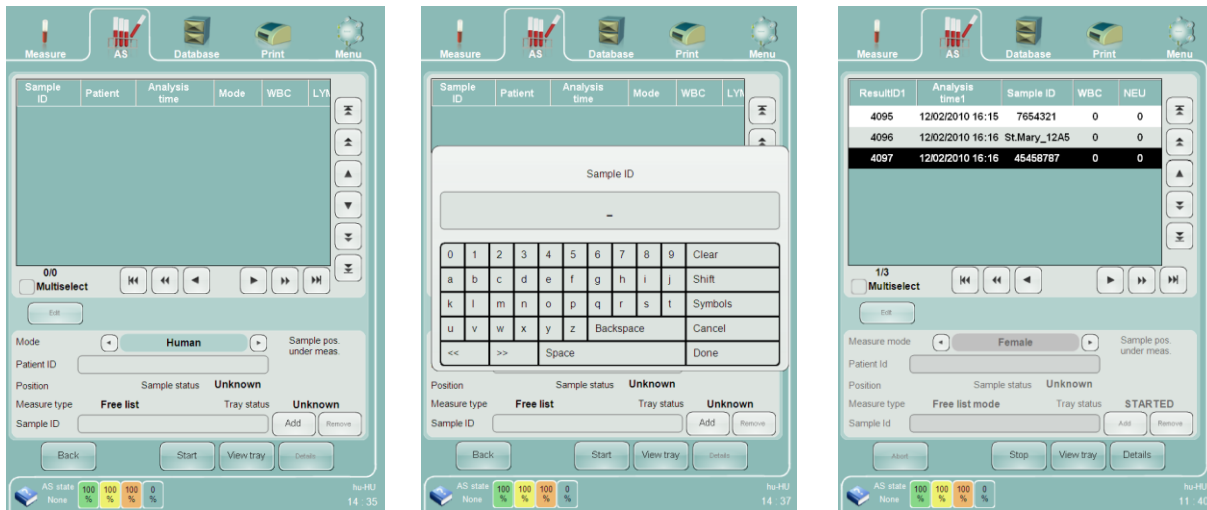 Measure AS Database Print Menu
Sample ID Patient Analysis time Mode WBC LYM
0/0
Multiselect
Edit
Mode Human Sample pos. under meas.
Patient ID
Position Sample status Unknown
Measure type Free list Tray status Unknown
Sample ID Add Remove
Back Start View tray Details
AS state None 100 % 100 % 100 % 0 % hu-HU 14 : 35
Measure AS Database Print Menu
Sample ID Patient Analysis time Mode WBC LYM
Sample ID
_
0 1 2 3 4 5 6 7 8 9 Clear
a b c d e f g h i j Shift
k l m n o p q r s t Symbols
u v w x y z Backspace Cancel
<< >> Space Done
Position Sample status Unknown
Measure type Free list Tray status Unknown
Sample ID Add Remove
Back Start View tray Details
AS state None 100 % 100 % 100 % 0 % hu-HU 14 : 37
Measure AS Database Print Menu
ResultID1 Analysis time1 Sample ID WBC NEU
4095 12/02/2010 16:15 7654321 0 0
4096 12/02/2010 16:16 St.Mary_12A5 0 0
4097 12/02/2010 16:16 45458787 0 0
1/3
Multiselect
Edit
Measure mode Female Sample pos. under meas.
Patient Id
Position Sample status Unknown
Measure type Free list mode Tray status STARTED
Sample Id Add Remove
Abort Stop View tray Details
AS state None 100 % 100 % 100 % 0 % hu-HU 11 : 40